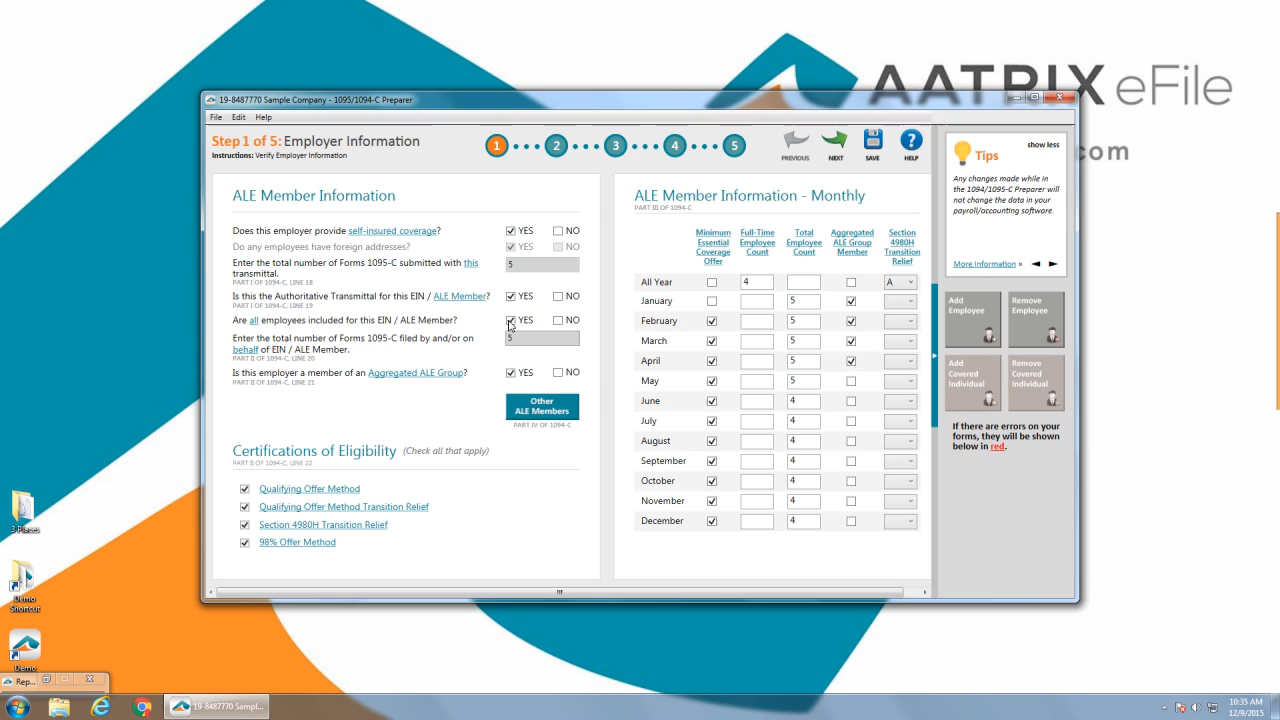 AATRIX eFile
com
19-8487770 Sample Company - 1095/1094-C Preparer
File Edit Help
Step 1 of 5: Employer Information
Instructions: Verify Employer Information
1 2 3 4 5
PREVIOUS NEXT SAVE HELP
ALE Member Information
Does this employer provide self-insured coverage? YES NO
Do any employees have foreign addresses? YES NO
Enter the total number of Forms 1095-C submitted with this 5
transmittal.
PART I OF 1094-C, LINE 18
Is this the Authoritative Transmittal for this EIN / ALE Member? YES NO
PART I OF 1094-C, LINE 19
Are all employees included for this EIN / ALE Member? YES NO
Enter the total number of Forms 1095-C filed by and/or on 5
behalf of EIN / ALE Member.
PART II OF 1094-C, LINE 20
Is this employer a member of an Aggregated ALE Group? YES NO
PART II OF 1094-C, LINE 21
Other
ALE Members
PART IV OF 1094-C
Certifications of Eligibility (Check all that apply)
PART II OF 1094-C, LINE 22
Qualifying Offer Method
Qualifying Offer Method Transition Relief
Section 4980H Transition Relief
98% Offer Method
ALE Member Information - Monthly
PART III OF 1094-C
Minimum Essential Coverage Offer
Full-Time Employee Count
Total Employee Count
Aggregated ALE Group Member
Section 4980H Transition Relief
All Year 4 A
January 5
February 5
March 5
April 5
May 5
June 4
July 4
August 4
September 4
October 4
November 4
December 4
Tips
show less
Any changes made while in
the 1094/1095-C Preparer will
not change the data in your
payroll/accounting software.
More Information »
Add
Employee
Remove
Employee
Add
Covered
Individual
Remove
Covered
Individual
If there are errors on your
forms, they will be shown
below in red.
3 Places
Demo
Shortcut
Demo
Rep...
19-8487770 Sampl...
10:35 AM
12/9/2015